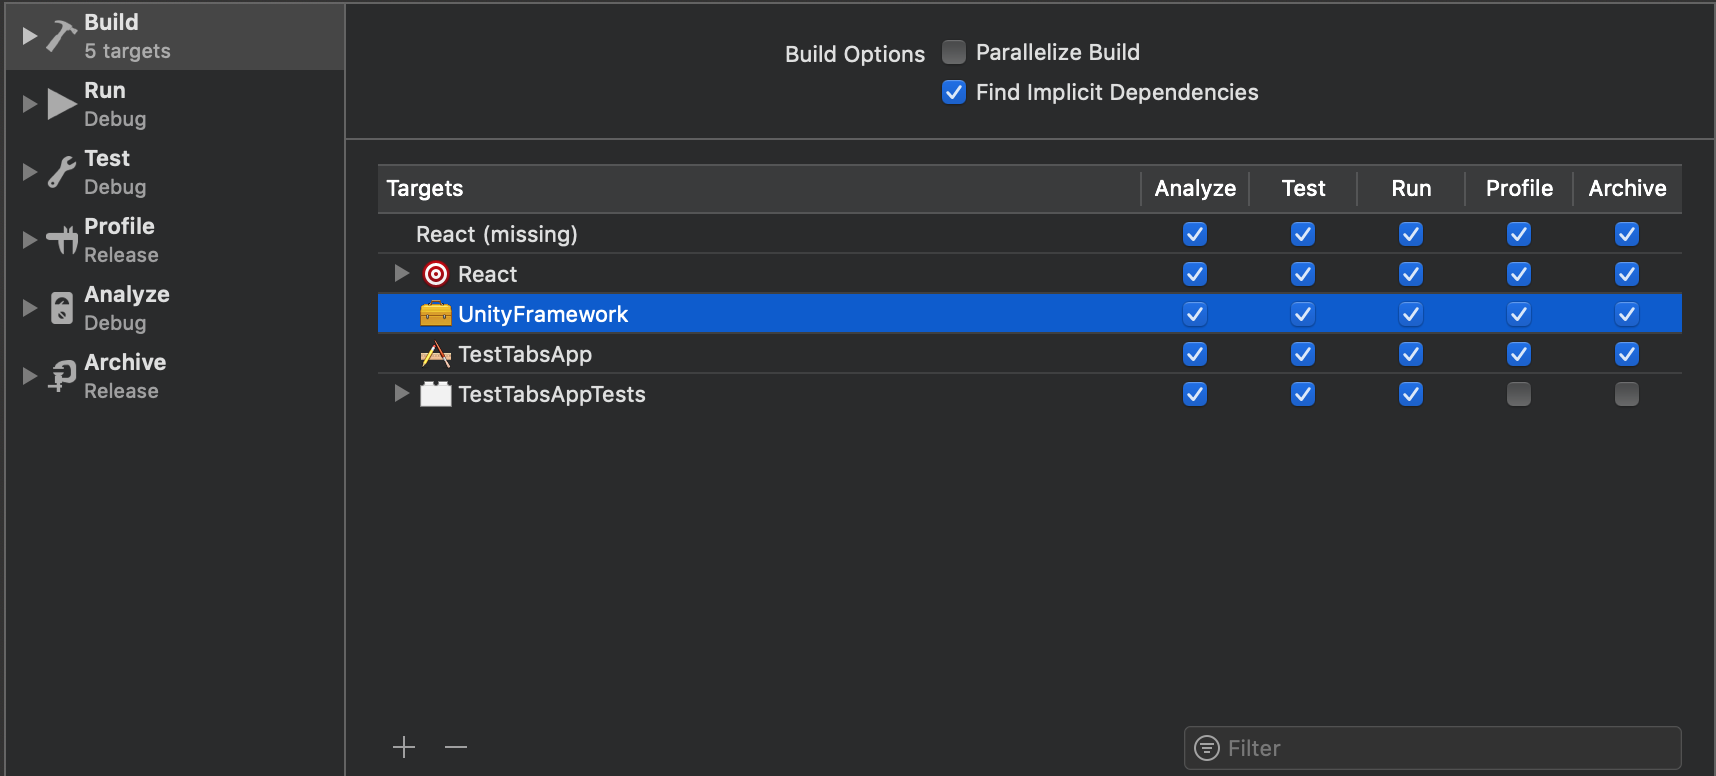 Build
5 targets
Run
Debug
Test
Debug
Profile
Release
Analyze
Debug
Archive
Release
Build Options
Parallelize Build
Find Implicit Dependencies
Targets Analyze Test Run Profile Archive
React (missing)
React
UnityFramework
TestTabsApp
TestTabsAppTests
Filter